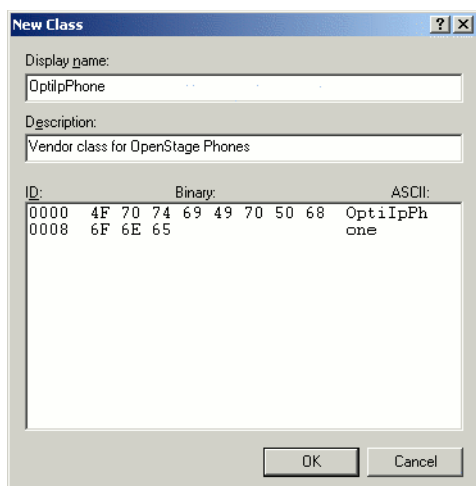 New Class
Display name:
OptiIpPhone
Description:
Vendor class for OpenStage Phones
ID: Binary: ASCII:
0000 4F 70 74 69 49 70 50 68 OptiIpPh
0008 6F 6E 65 one
OK Cancel